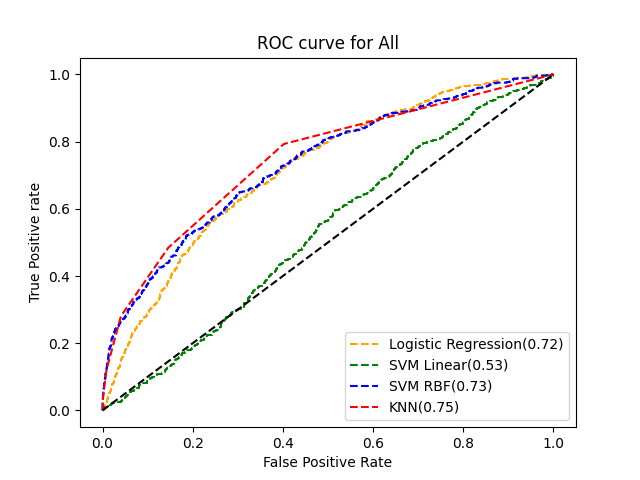 ROC curve for All
True Positive rate
1.0
0.8
0.6
0.4
0.2
0.0
Logistic Regression(0.72)
SVM Linear(0.53)
SVM RBF(0.73)
KNN(0.75)
0.0 0.2 0.4 0.6 0.8 1.0
False Positive Rate